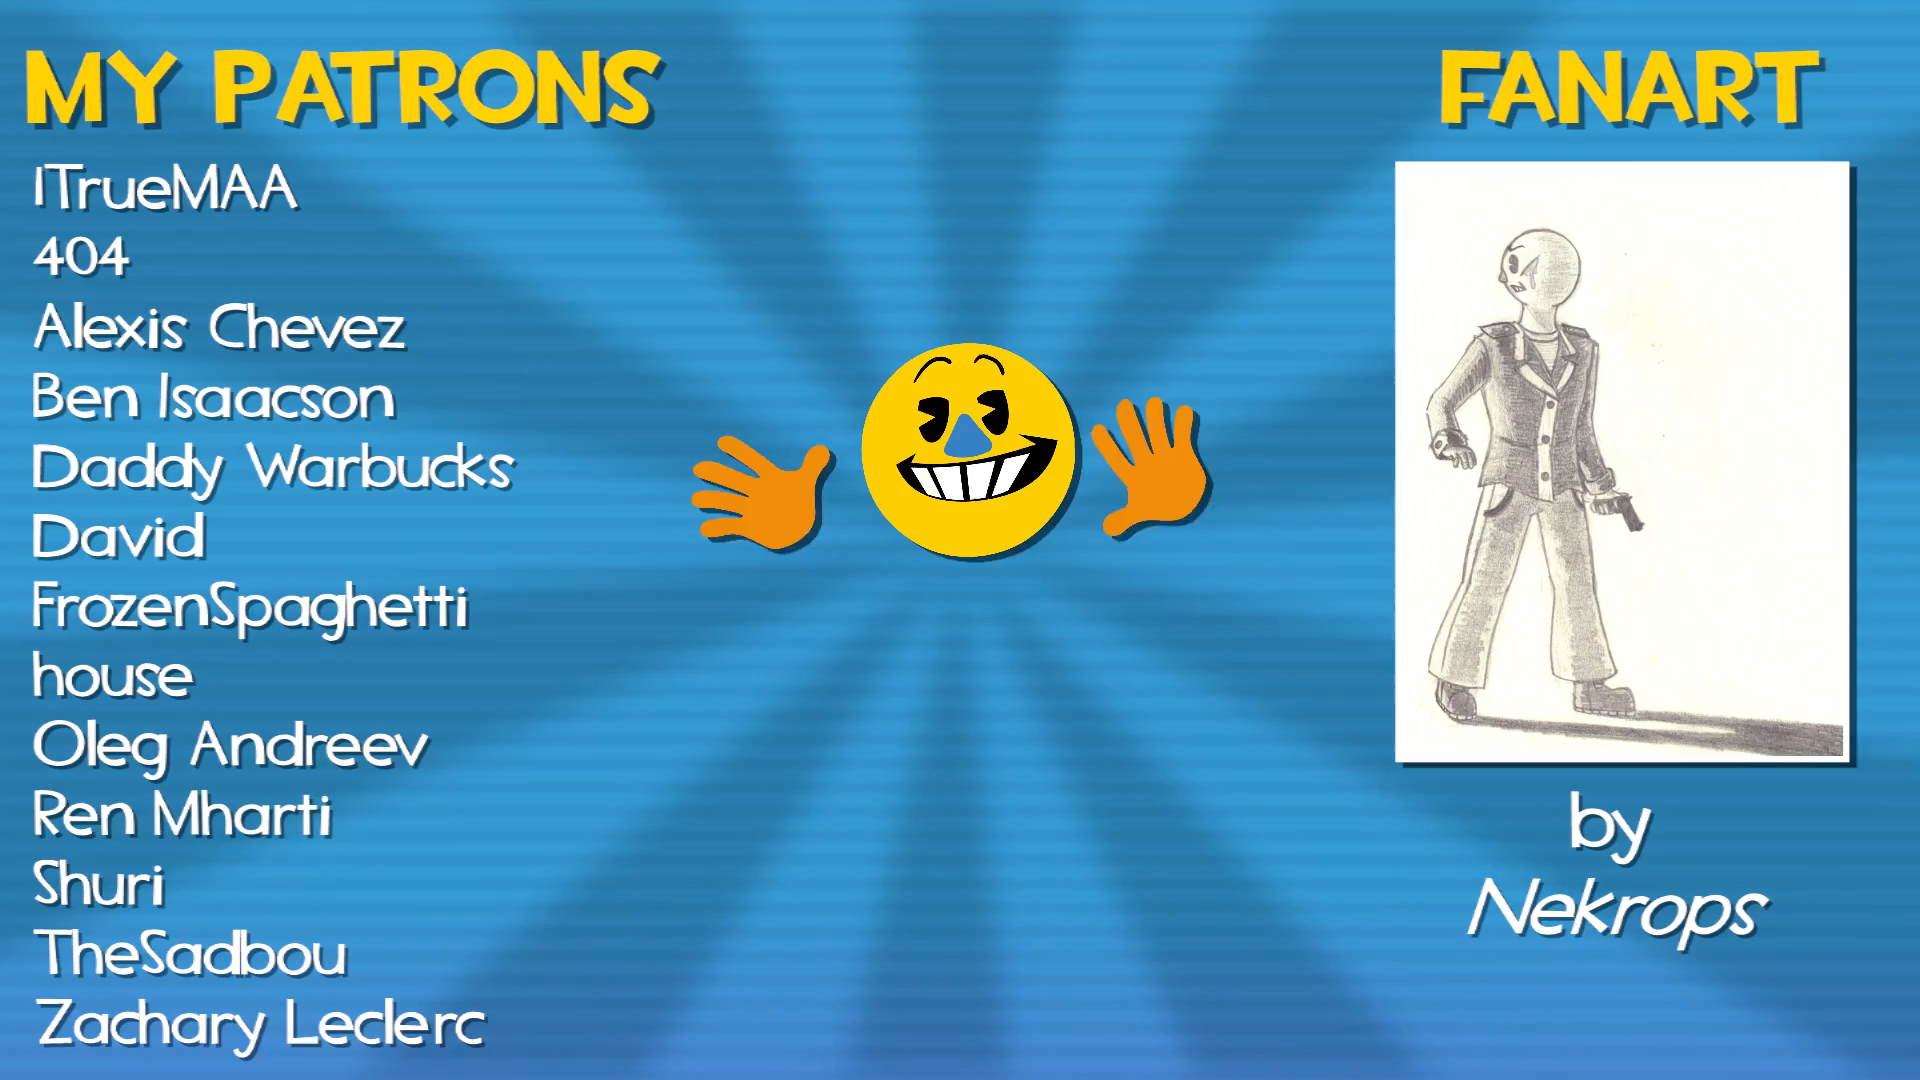 MY PATRONS
1TrueMAA
404
Alexis Chevez
Ben Isaacson
Daddy Warbucks
David
FrozenSpaghetti
house
Oleg Andreev
Ren Mharti
Shuri
TheSadbou
Zachary Leclerc
FANART
by
Nekrops